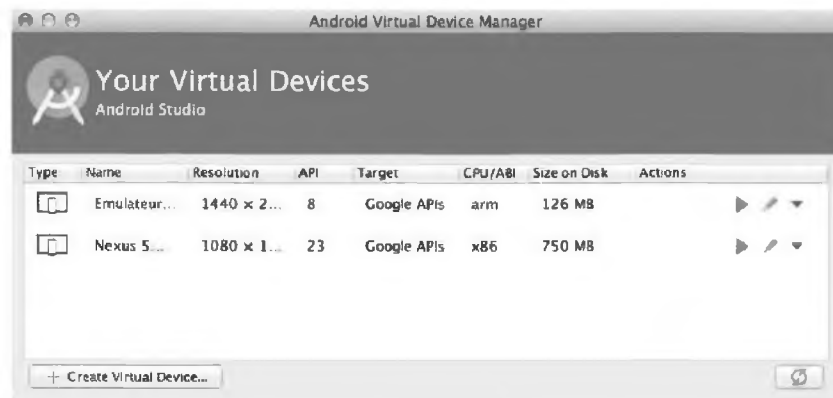 Android Virtual Device Manager
Your Virtual Devices
Android Studio
Type Name Resolution API Target CPU/ABI Size on Disk Actions
Emulateur... 1440 × 2... 8 Google APIs arm 126 MB
Nexus 5 ... 1080 × 1... 23 Google APIs x86 750 MB
+ Create Virtual Device...